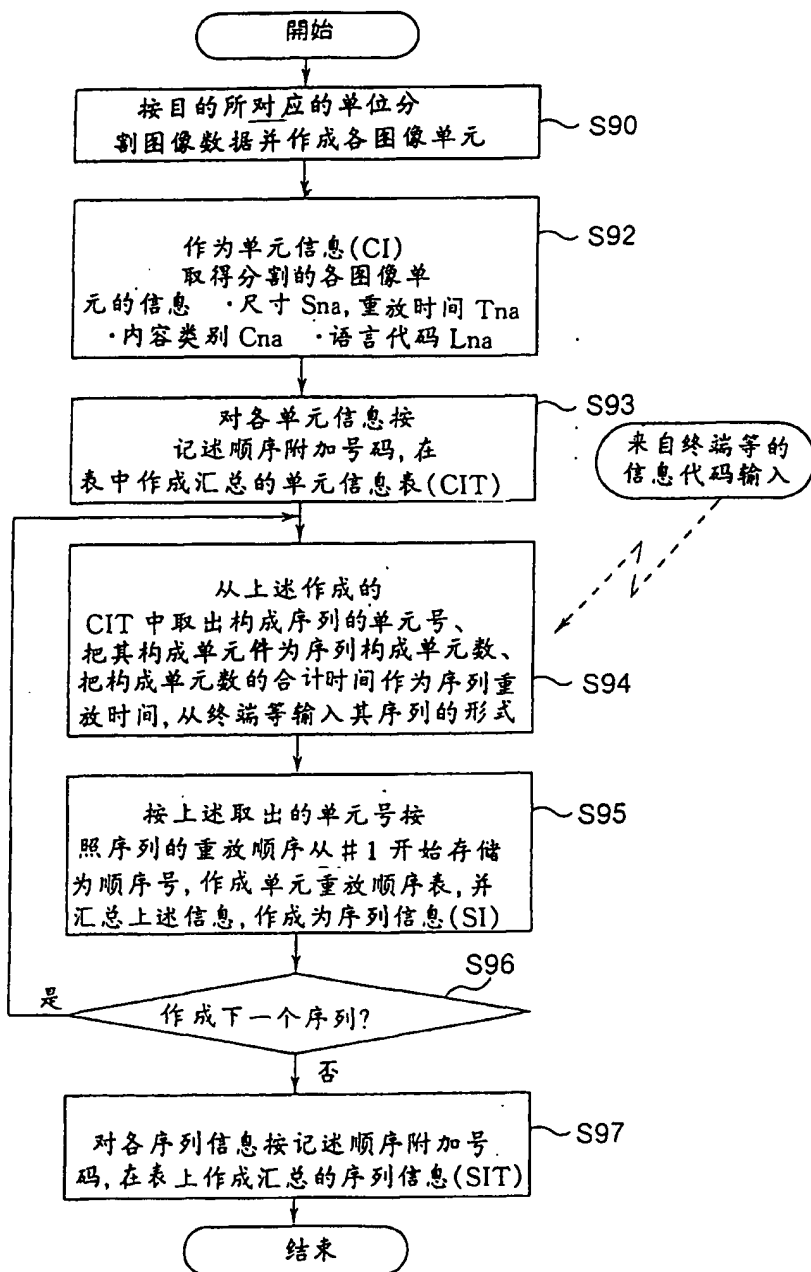 開始
按目的所对应的单位分
割图像数据并作成各图像单元
S90
作为单元信息(CI)
取得分割的各图像单
元的信息 ·尺寸 Sna,重放时间 Tna
·内容类别 Cna ·语言代码 Lna
S92
对各单元信息按
记述顺序附加号码,在
表中作成汇总的单元信息表(CIT)
S93
来自终端等的
信息代码输入
从上述作成的
CIT 中取出构成序列的单元号、
把其构成单元件为序列构成单元数、
把构成单元数的合计时间作为序列重
放时间,从终端等输入其序列的形式
S94
按上述取出的单元号按
照序列的重放顺序从#1开始存储
为顺序号,作成单元重放顺序表,并
汇总上述信息,作成为序列信息(SI)
S95
S96
是
作成下一个序列?
否
对各序列信息按记述顺序附加号
码,在表上作成汇总的序列信息(SIT)
S97
结束